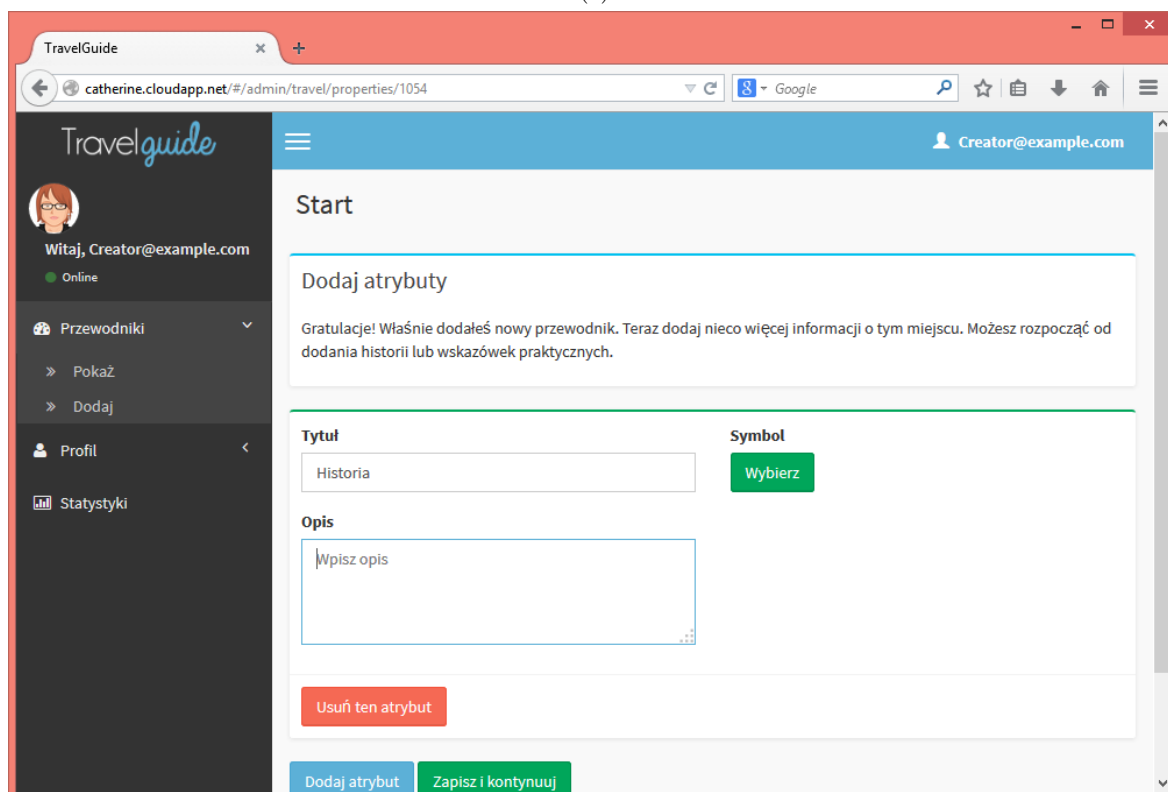 TravelGuide
catherine.cloudapp.net/#/admin/travel/properties/1054
Google
Travelguide
Creator@example.com
Witaj, Creator@example.com
Online
Przewodniki
Pokaż
Dodaj
Profil
Statystyki
Start
Dodaj atrybuty
Gratulacje! Właśnie dodałeś nowy przewodnik. Teraz dodaj nieco więcej informacji o tym miejscu. Możesz rozpocząć od
dodania historii lub wskazówek praktycznych.
Tytuł
Symbol
Historia
Wybierz
Opis
Wpisz opis
Usuń ten atrybut
Dodaj atrybut
Zapisz i kontynuuj